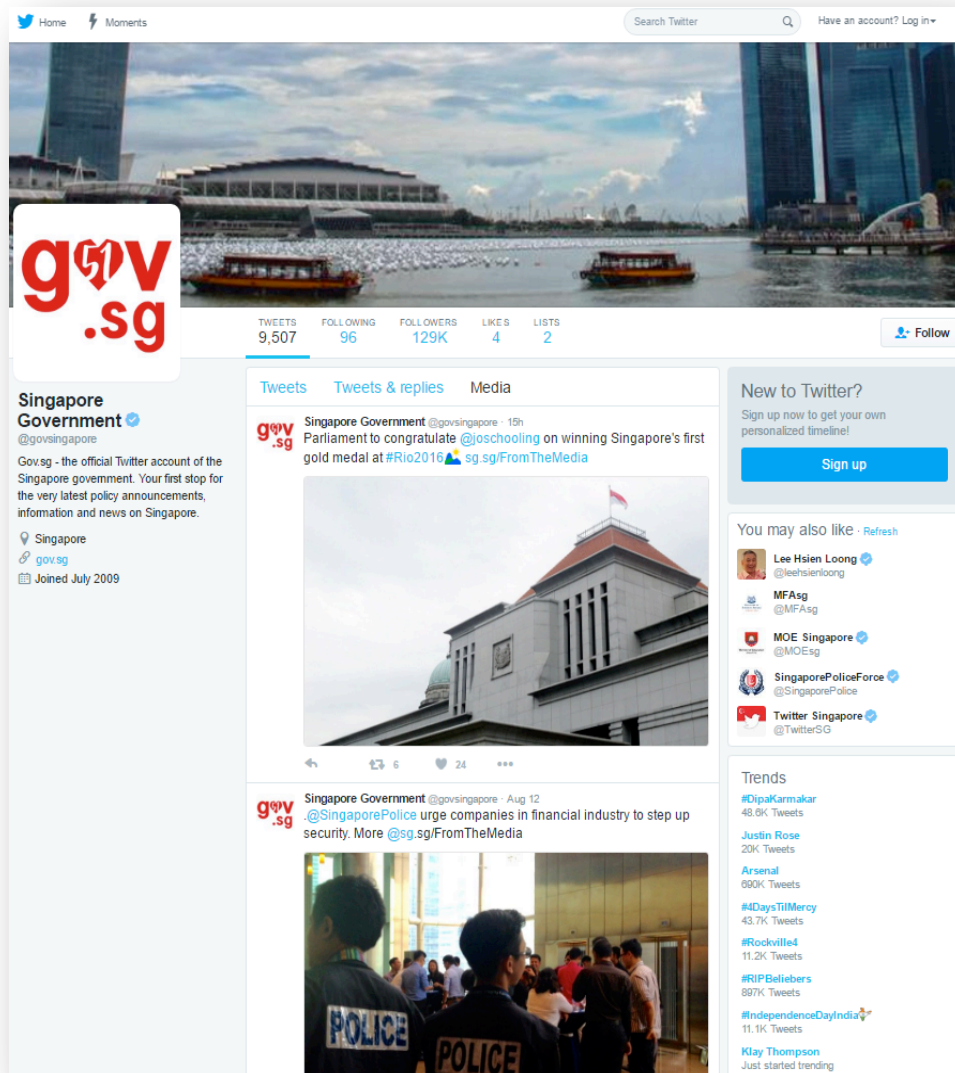 Home
Moments
Search Twitter
Have an account? Log in
gov
51
.sg
TWEETS
9,507
FOLLOWING
96
FOLLOWERS
129K
LIKES
4
LISTS
2
Follow
Singapore
Government
@govsingapore
Gov.sg - the official Twitter account of the
Singapore government. Your first stop for
the very latest policy announcements,
information and news on Singapore.
Singapore
gov.sg
Joined July 2009
Tweets
Tweets & replies
Media
gov
.sg
Singapore Government @govsingapore · 15h
Parliament to congratulate @joschooling on winning Singapore's first
gold medal at #Rio2016 sg.sg/FromTheMedia
6
24
gov
.sg
Singapore Government @govsingapore · Aug 12
.@SingaporePolice urge companies in financial industry to step up
security. More @sg.sg/FromTheMedia
POLICE
POLICE
New to Twitter?
Sign up now to get your own
personalized timeline!
Sign up
You may also like · Refresh
Lee Hsien Loong
@leehsienloong
MFAsg
@MFAsg
MOE Singapore
@MOEsg
SingaporePoliceForce
@SingaporePolice
Twitter Singapore
@TwitterSG
Trends
#DipaKarmakar
48.6K Tweets
Justin Rose
20K Tweets
Arsenal
690K Tweets
#4DaysTilMercy
43.7K Tweets
#Rockville4
11.2K Tweets
#RIPBeliebers
897K Tweets
#IndependenceDayIndia
11.1K Tweets
Klay Thompson
Just started trending